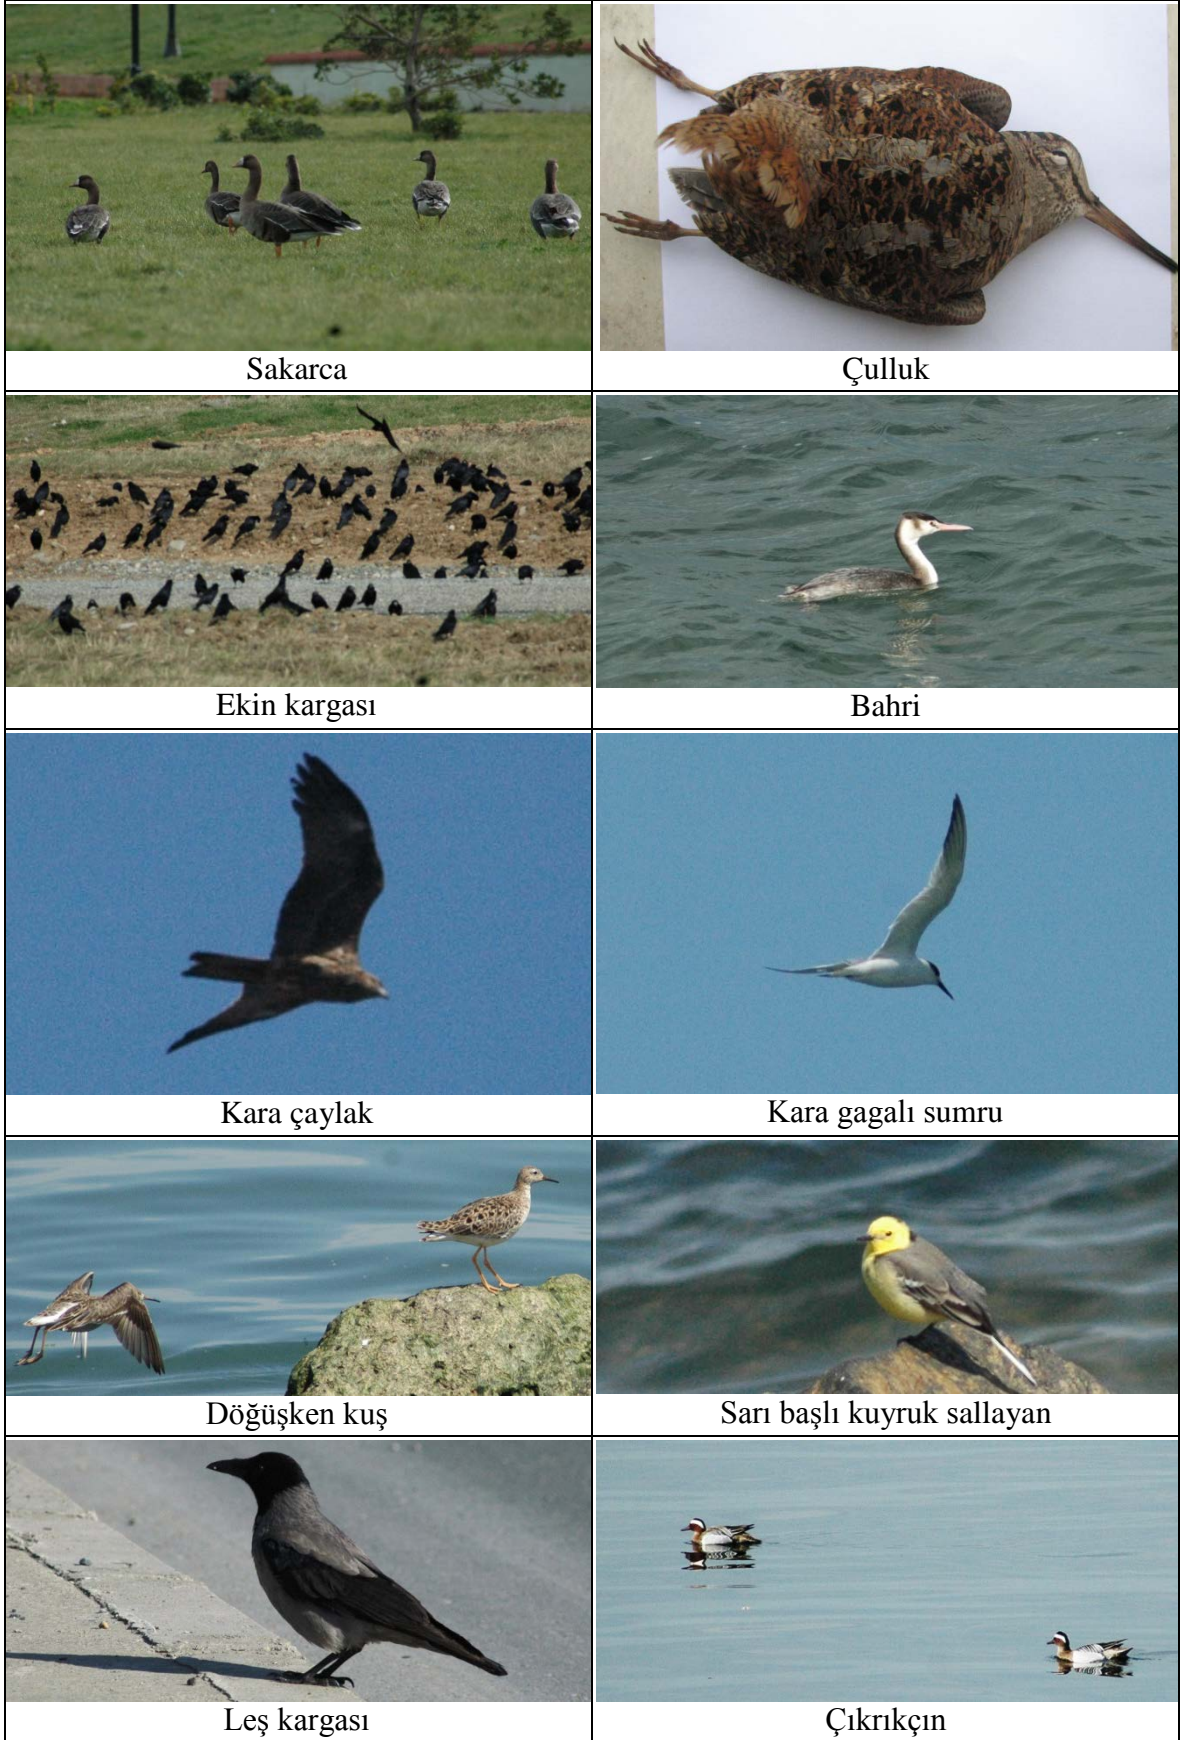 Sakarca
Çulluk
Ekin kargası
Bahri
Kara çaylak
Kara gagalı sumru
Döğüşken kuş
Sarı başlı kuyruk sallayan
Leş kargası
Çıkrıkçın